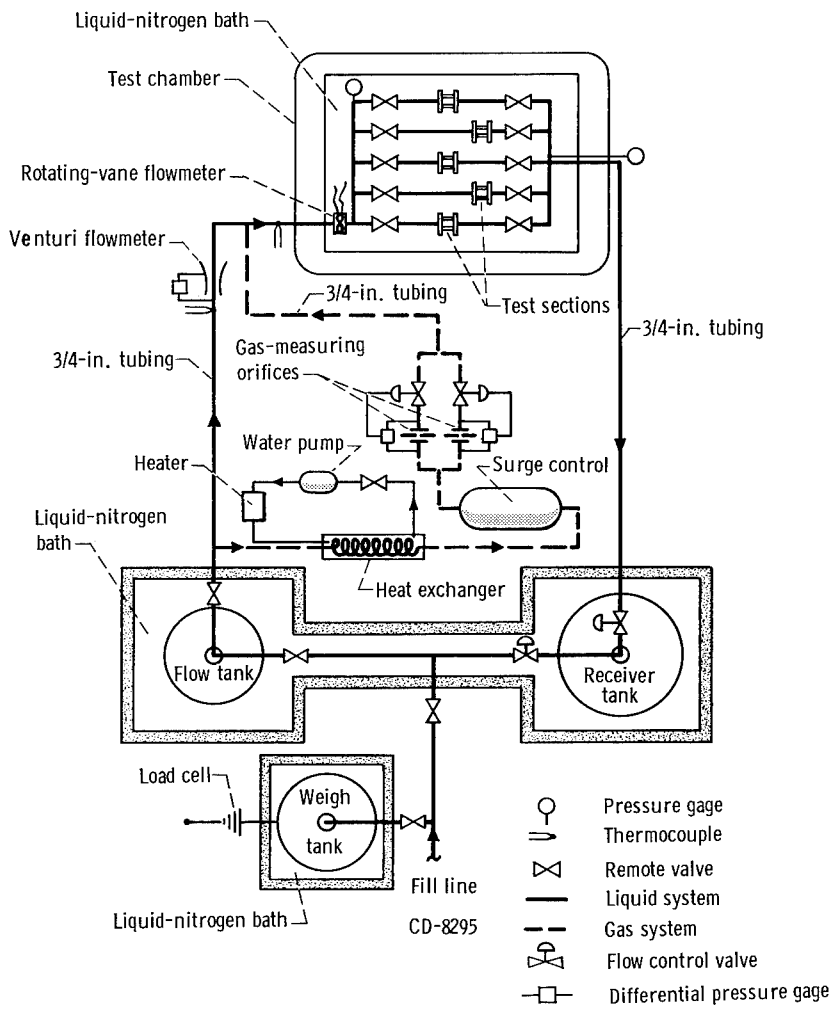 Liquid-nitrogen bath
Test chamber
Rotating-vane flowmeter
Venturi flowmeter
3/4-in. tubing
Test sections
3/4-in. tubing
Gas-measuring
orifices
3/4-in. tubing
Water pump
Heater
Surge control
Liquid-nitrogen
bath
Heat exchanger
Flow tank
Receiver
tank
Load cell
Weigh
tank
Fill line
Liquid-nitrogen bath
CD-8295
Pressure gage
Thermocouple
Remote valve
Liquid system
Gas system
Flow control valve
Differential pressure gage